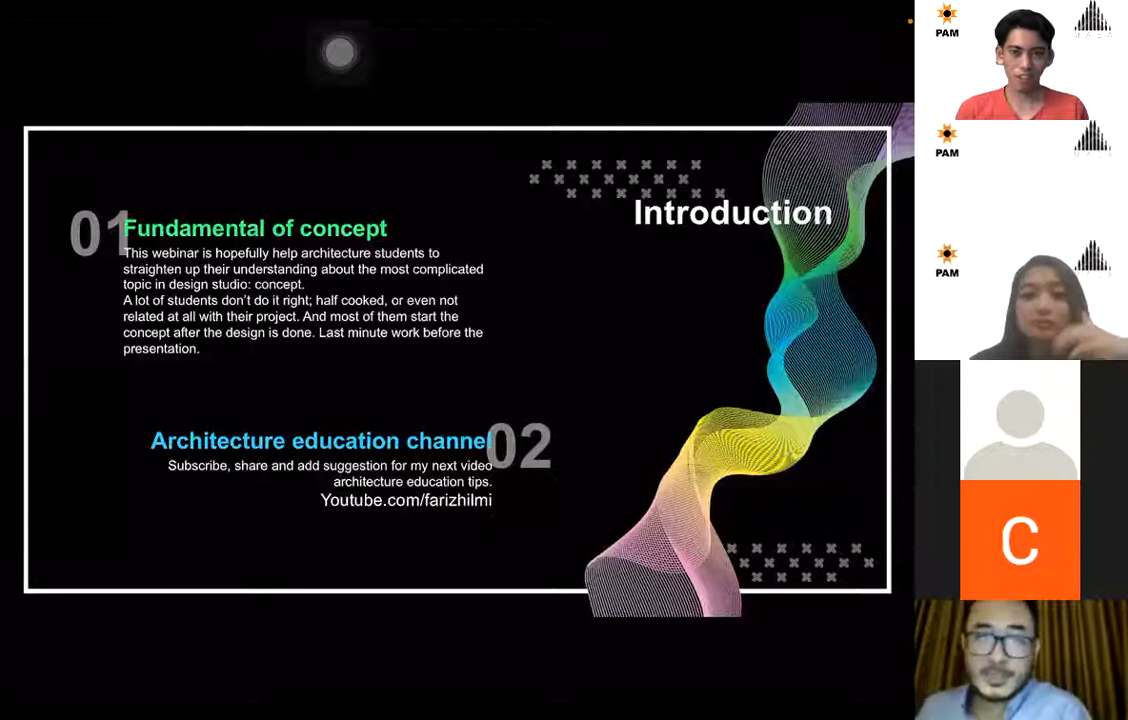 Introduction
01
Fundamental of concept
This webinar is hopefully help architecture students to
straighten up their understanding about the most complicated
topic in design studio: concept.
A lot of students don't do it right; half cooked, or even not
related at all with their project. And most of them start the
concept after the design is done. Last minute work before the
presentation.
02
Architecture education channel
Subscribe, share and add suggestion for my next video
architecture education tips.
Youtube.com/farizhilmi
PAM
PAM
PAM
C